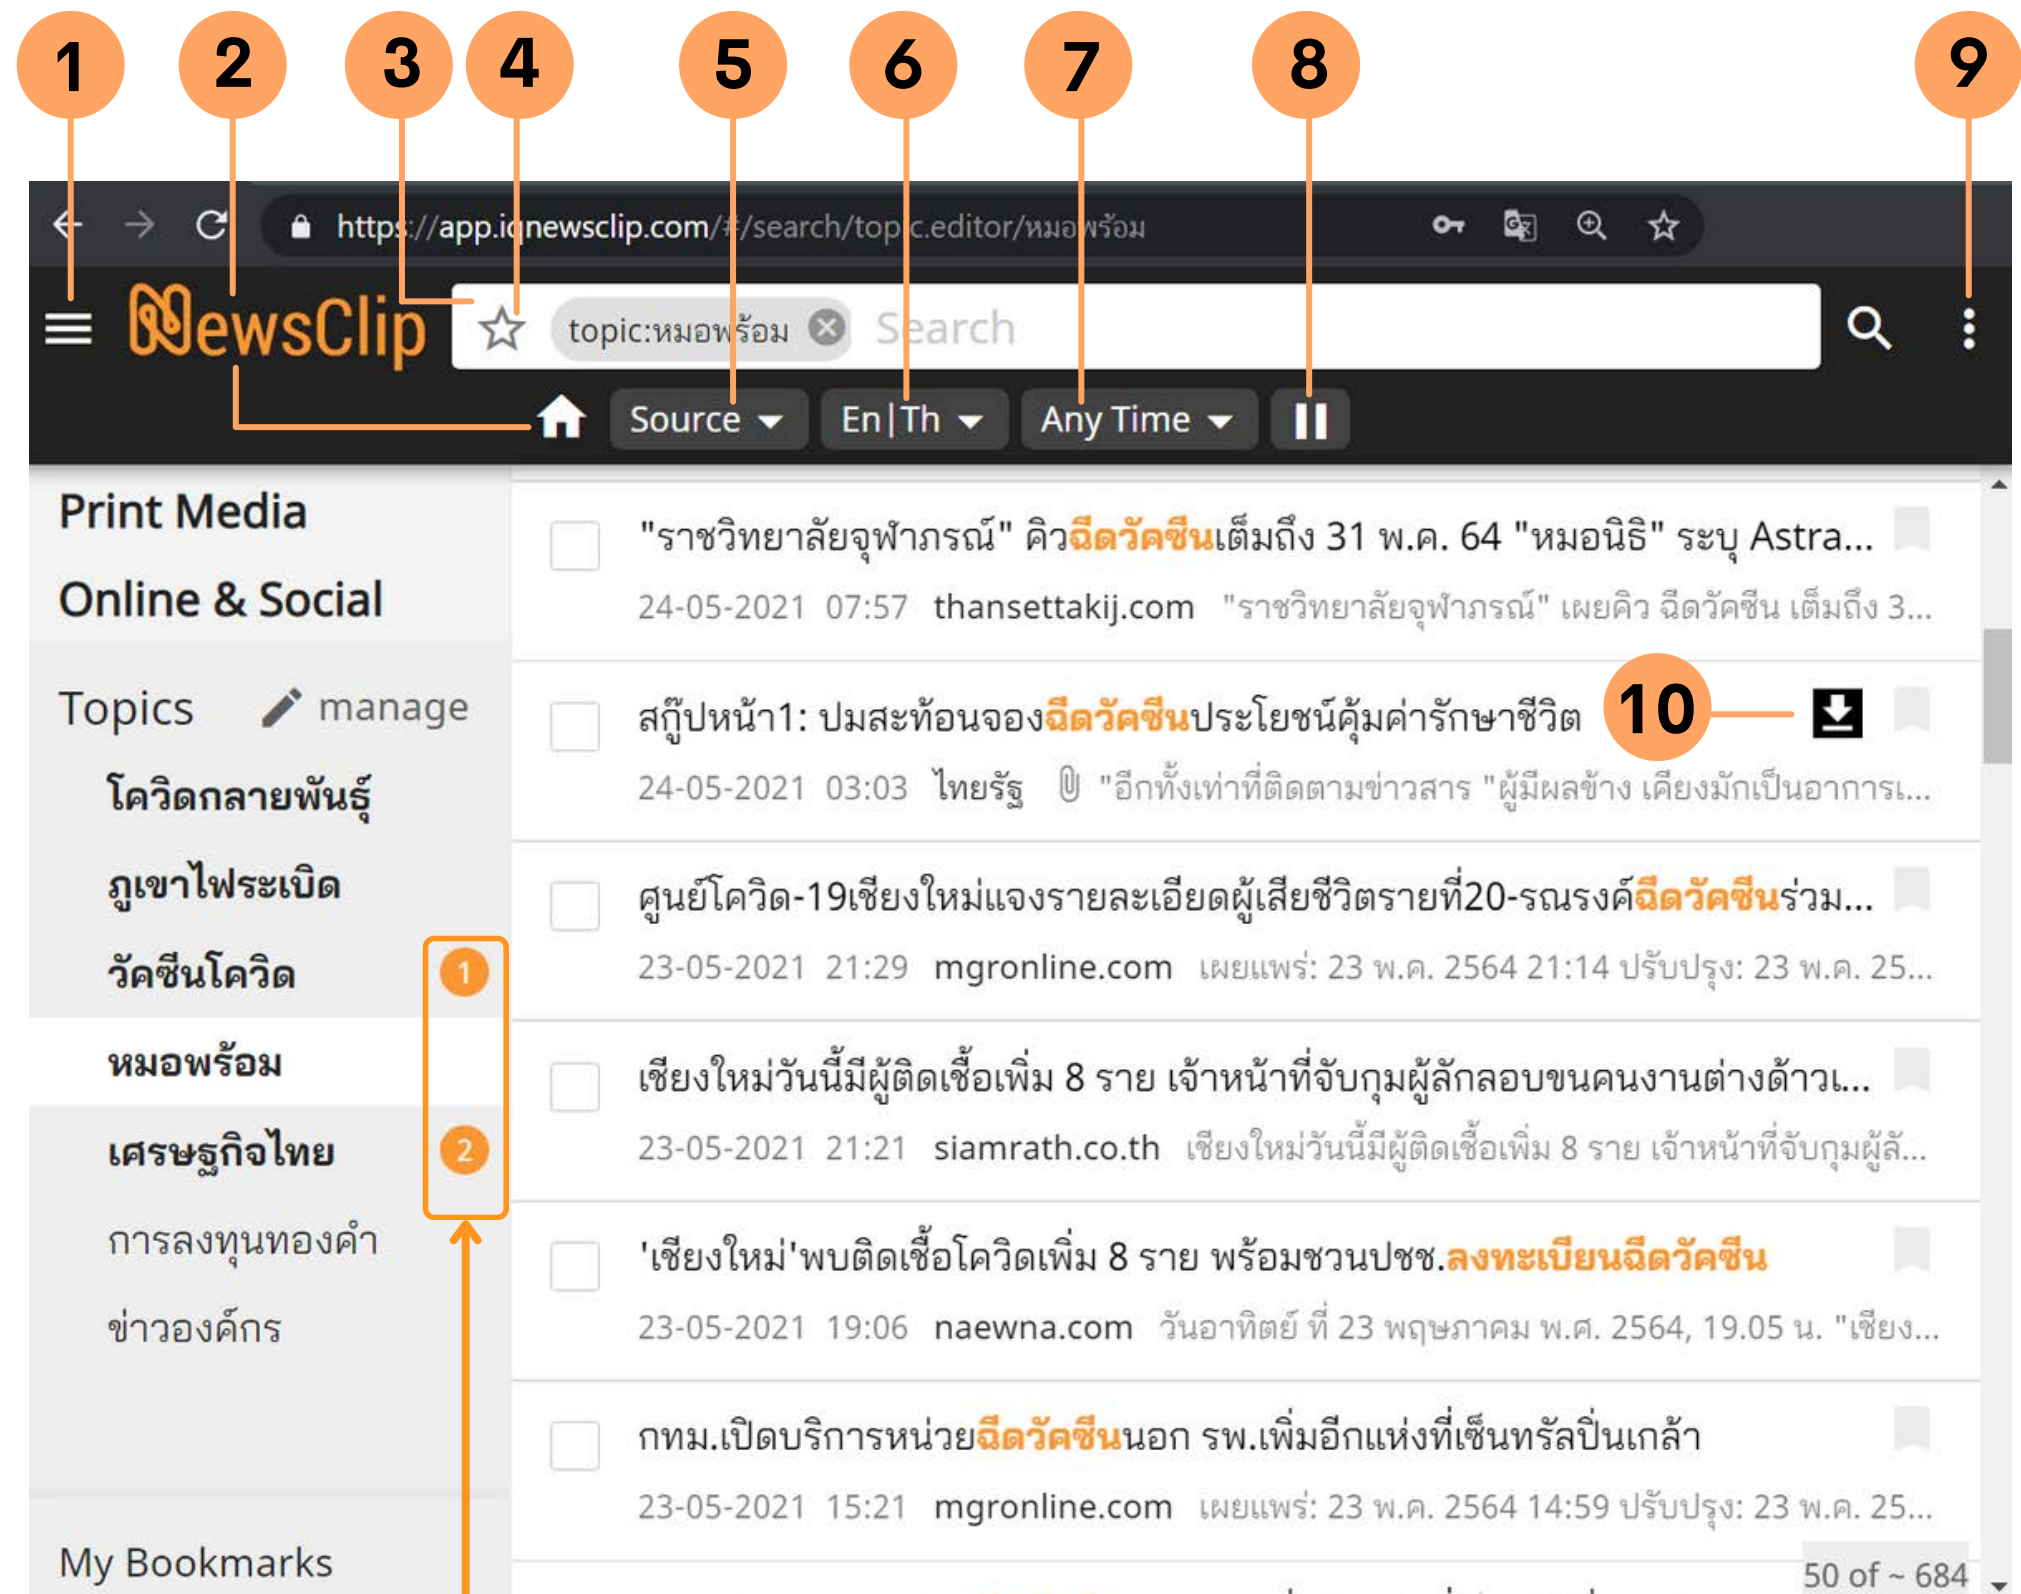 1 2 3 4 5 6 7 8 9
https://app.iqnewsclip.com/#/search/topic.editor/หมอพร้อม
NewsClip topic:หมอพร้อม Search
Source En|Th Any Time
Print Media
Online & Social
Topics manage
โควิดกลายพันธุ์
ภูเขาไฟระเบิด
วัคซีนโควิด 1
หมอพร้อม
เศรษฐกิจไทย 2
การลงทุนทองคำ
ข่าวองค์กร
My Bookmarks
"ราชวิทยาลัยจุฬาภรณ์" คิวฉีดวัคซีนเต็มถึง 31 พ.ค. 64 "หมอนิธิ" ระบุ Astra...
24-05-2021 07:57 thansettakij.com "ราชวิทยาลัยจุฬาภรณ์" เผยคิว ฉีดวัคซีน เต็มถึง 3...
สกู๊ปหน้า1: ปมสะท้อนจองฉีดวัคซีนประโยชน์คุ้มค่ารักษาชีวิต 10
24-05-2021 03:03 ไทยรัฐ "อีกทั้งเท่าที่ติดตามข่าวสาร "ผู้มีผลข้าง เคียงมักเป็นอาการเ...
ศูนย์โควิด-19เชียงใหม่แจงรายละเอียดผู้เสียชีวิตรายที่20-รณรงค์ฉีดวัคซีนร่วม...
23-05-2021 21:29 mgronline.com เผยแพร่: 23 พ.ค. 2564 21:14 ปรับปรุง: 23 พ.ค. 25...
เชียงใหม่วันนี้มีผู้ติดเชื้อเพิ่ม 8 ราย เจ้าหน้าที่จับกุมผู้ลักลอบขนคนงานต่างด้าวเ...
23-05-2021 21:21 siamrath.co.th เชียงใหม่วันนี้มีผู้ติดเชื้อเพิ่ม 8 ราย เจ้าหน้าที่จับกุมผู้ลั...
'เชียงใหม่'พบติดเชื้อโควิดเพิ่ม 8 ราย พร้อมชวนปชช.ลงทะเบียนฉีดวัคซีน
23-05-2021 19:06 naewna.com วันอาทิตย์ ที่ 23 พฤษภาคม พ.ศ. 2564, 19.05 น. "เชียง...
กทม.เปิดบริการหน่วยฉีดวัคซีนนอก รพ.เพิ่มอีกแห่งที่เซ็นทรัลปิ่นเกล้า
23-05-2021 15:21 mgronline.com เผยแพร่: 23 พ.ค. 2564 14:59 ปรับปรุง: 23 พ.ค. 25...
50 of ~ 684